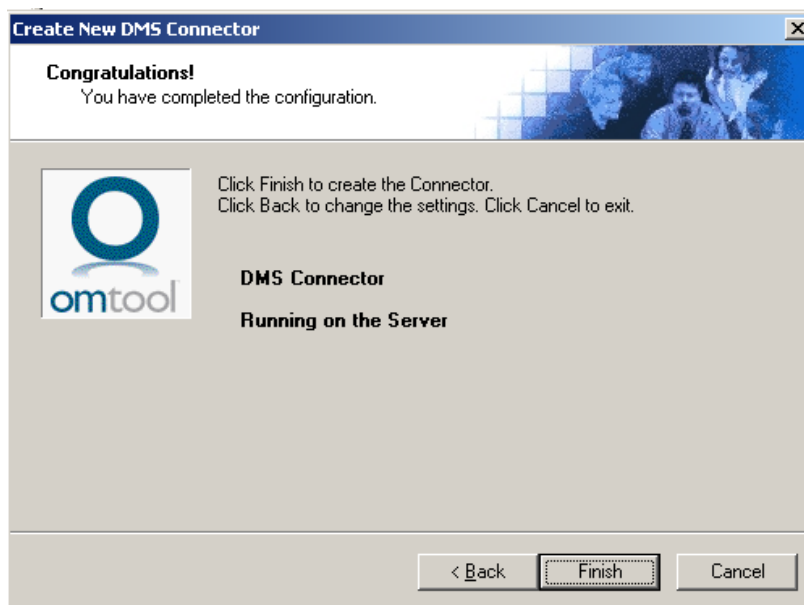 Create New DMS Connector
Congratulations!
You have completed the configuration.
Click Finish to create the Connector.
Click Back to change the settings. Click Cancel to exit.
omtool
DMS Connector
Running on the Server
< Back
Finish
Cancel